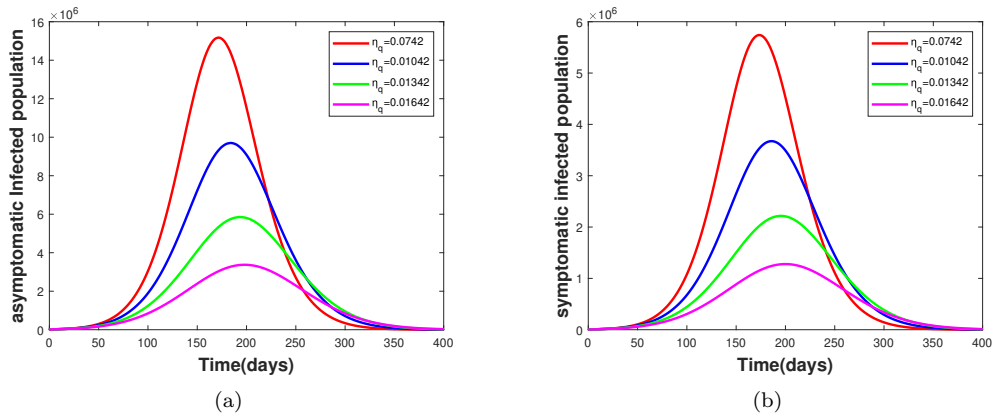 ×10⁶
16
14
12
10
8
6
4
2
0
asymptomatic Infected population
η_q=0.0742
η_q=0.01042
η_q=0.01342
η_q=0.01642
0 50 100 150 200 250 300 350 400
Time(days)
(a)
×10⁶
6
5
4
3
2
1
0
symptomatic infected population
η_q=0.0742
η_q=0.01042
η_q=0.01342
η_q=0.01642
0 50 100 150 200 250 300 350 400
Time(days)
(b)